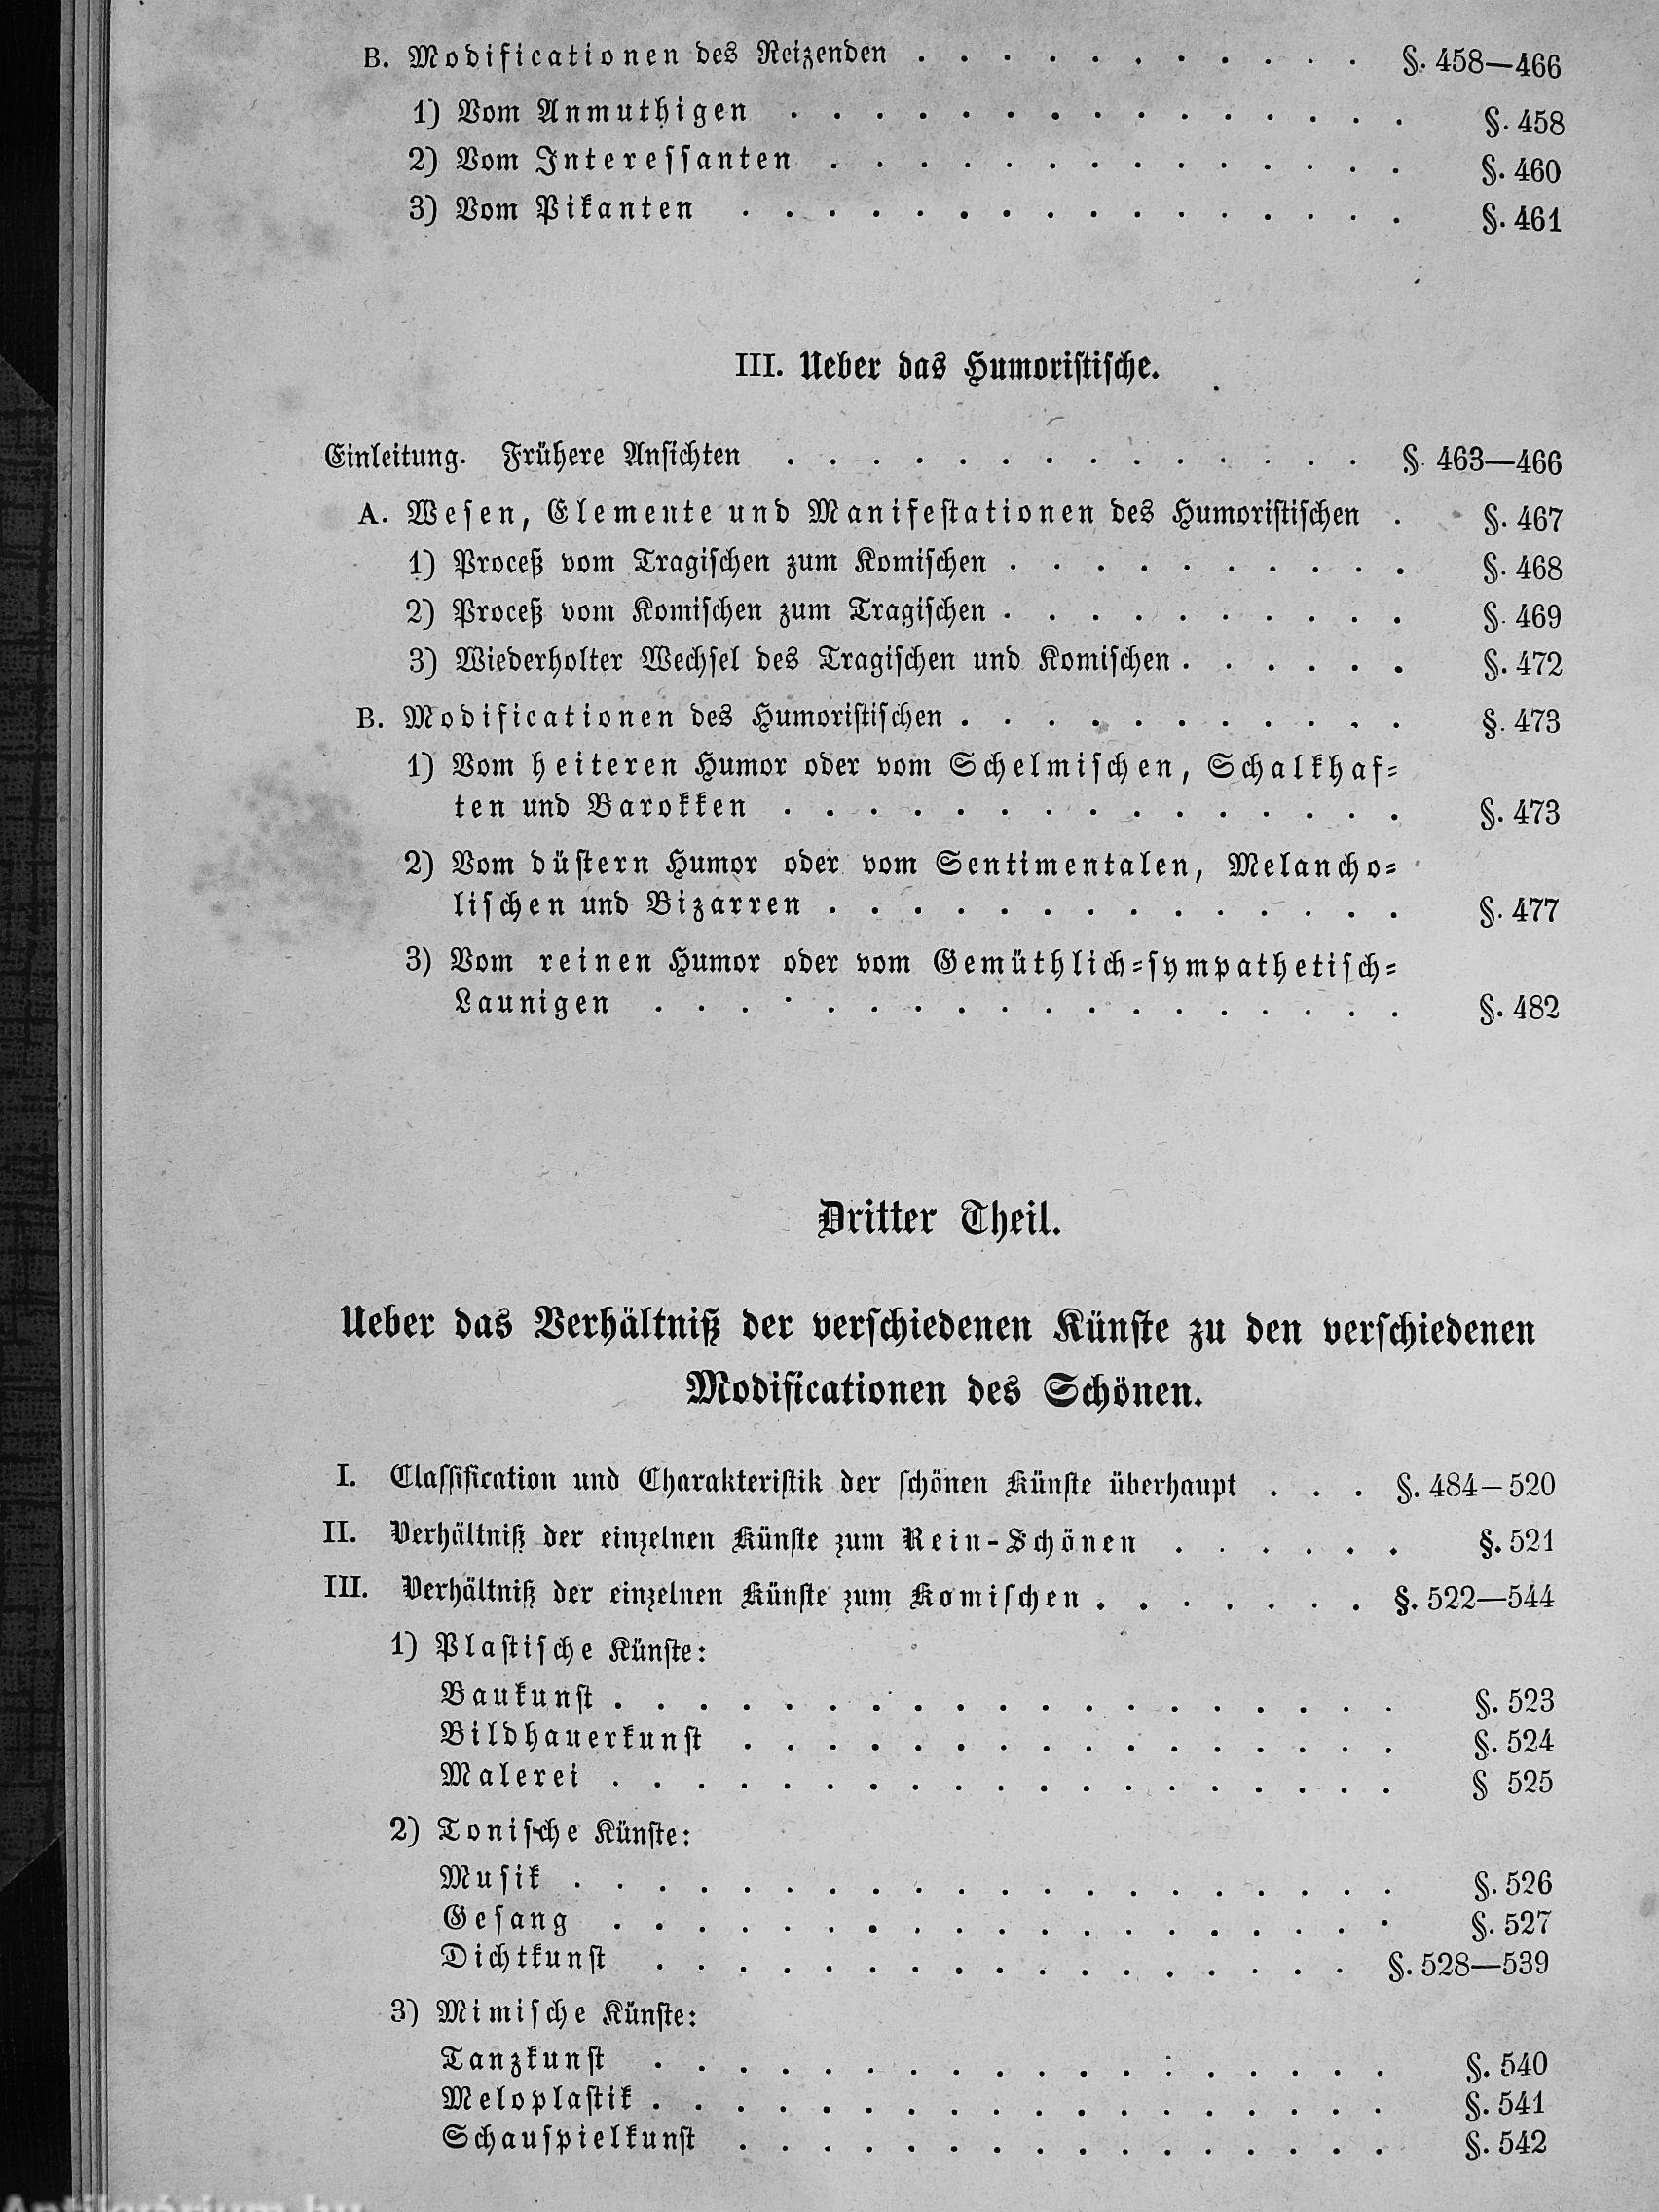 B. Modificationen des Reizenden . . . . . . . . . . . §. 458—466
1) Vom Anmuthigen . . . . . . . . . . . . . . . §. 458
2) Vom Interessanten . . . . . . . . . . . . . . §. 460
3) Vom Pikanten . . . . . . . . . . . . . . . . §. 461
III. Ueber das Humoristische.
Einleitung. Frühere Ansichten . . . . . . . . . . . . . . § 463—466
A. Wesen, Elemente und Manifestationen des Humoristischen . §. 467
1) Proceß vom Tragischen zum Komischen . . . . . . . . . . §. 468
2) Proceß vom Komischen zum Tragischen . . . . . . . . . . §. 469
3) Wiederholter Wechsel des Tragischen und Komischen . . . . . . §. 472
B. Modificationen des Humoristischen . . . . . . . . . . . §. 473
1) Vom heiteren Humor oder vom Schelmischen, Schalkhaf-
ten und Barokken . . . . . . . . . . . . . . . §. 473
2) Vom düstern Humor oder vom Sentimentalen, Melancho-
lischen und Bizarren . . . . . . . . . . . . . . §. 477
3) Vom reinen Humor oder vom Gemüthlich-sympathetisch-
Launigen . . . . . . . . . . . . . . . . . . §. 482
Dritter Theil.
Ueber das Verhältniß der verschiedenen Künste zu den verschiedenen
Modificationen des Schönen.
I. Classification und Charakteristik der schönen Künste überhaupt . . . §. 484—520
II. Verhältniß der einzelnen Künste zum Rein-Schönen . . . . . . §. 521
III. Verhältniß der einzelnen Künste zum Komischen . . . . . . . §. 522—544
1) Plastische Künste:
Baukunst . . . . . . . . . . . . . . . . . . . §. 523
Bildhauerkunst . . . . . . . . . . . . . . . . §. 524
Malerei . . . . . . . . . . . . . . . . . . . § 525
2) Tonische Künste:
Musik . . . . . . . . . . . . . . . . . . . . §. 526
Gesang . . . . . . . . . . . . . . . . . . . §. 527
Dichtkunst . . . . . . . . . . . . . . . . . §. 528—539
3) Mimische Künste:
Tanzkunst . . . . . . . . . . . . . . . . . . §. 540
Meloplastik . . . . . . . . . . . . . . . . . . §. 541
Schauspielkunst . . . . . . . . . . . . . . . . §. 542